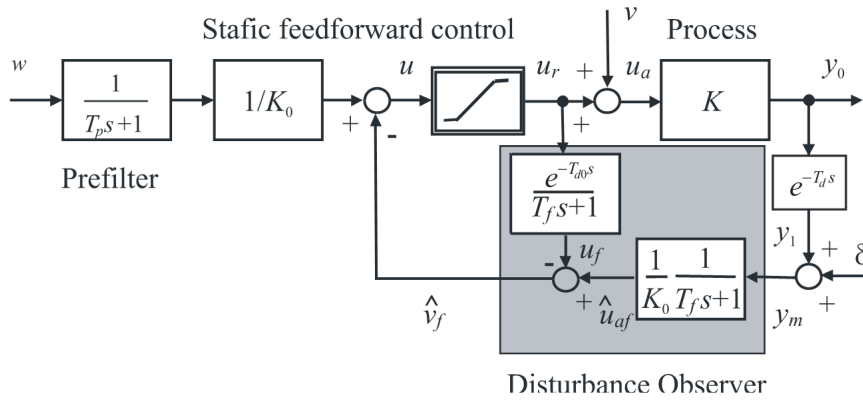 Stafic feedforward control
v
Process
w
u
u_r
+
u_a
y_0
1/(T_p s+1)
1/K_0
+
-
+
K
Prefilter
e^{-T_{d0}s}/(T_f s+1)
e^{-T_d s}
y_1
+
δ
-
u_f
+
\hat{v}_f
+
\hat{u}_{af}
1/K_0 1/(T_f s+1)
y_m
Disturbance Observer